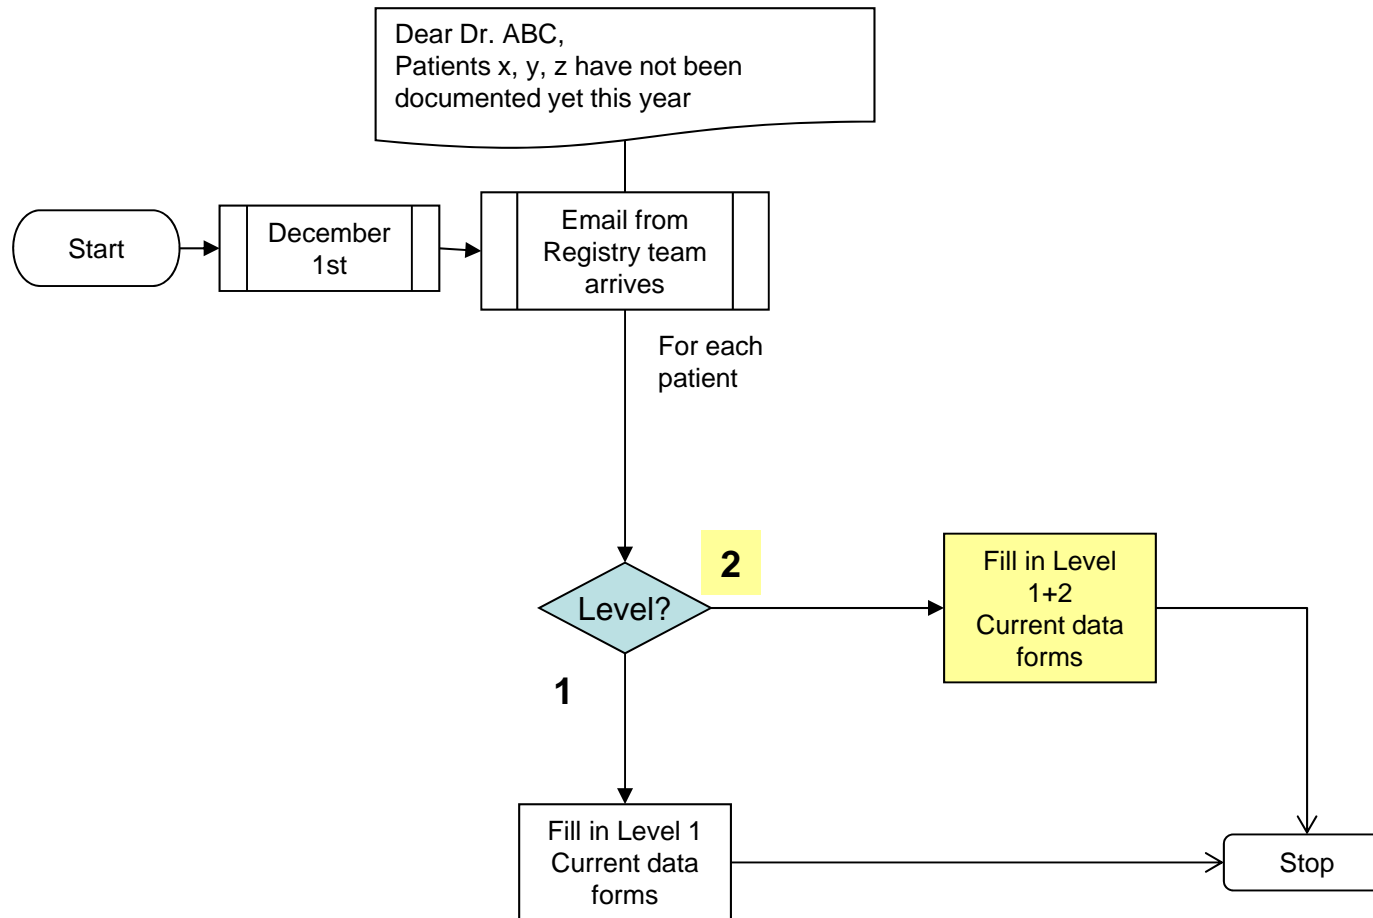 Dear Dr. ABC,
Patients x, y, z have not been
documented yet this year
Start
December
1st
Email from
Registry team
arrives
For each
patient
Level?
2
Fill in Level
1+2
Current data
forms
1
Fill in Level 1
Current data
forms
Stop